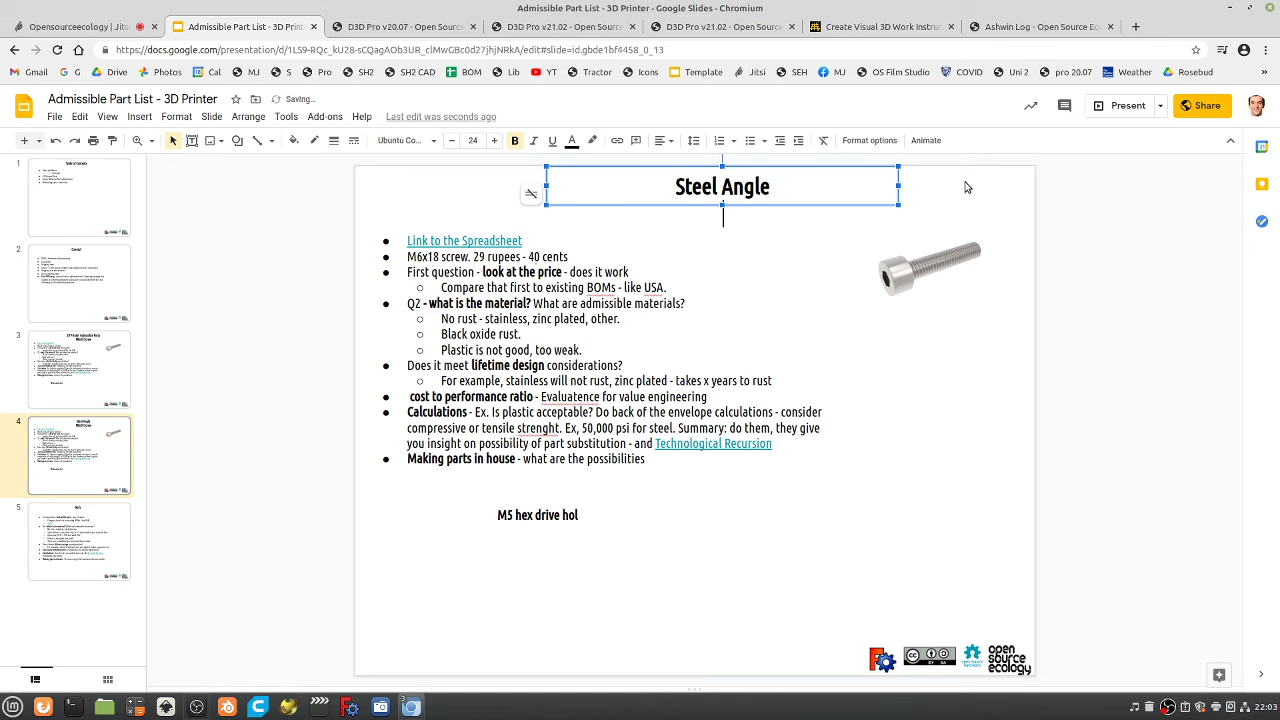 Admissible Part List - 3D Printer - Google Slides - Chromium
Opensourceecology | J
Admissible Part List - 3D Print
D3D Pro v20.07 - Open Source
D3D Pro v21.02 - Open Source
D3D Pro v21.02 - Open Source
Create Visual 3D Work Instruc
Ashwin Log - Open Source Ec
https://docs.google.com/presentation/d/1LS9-RQc_kU28-sCQagAOb3UR_clMwGBc0d27jhjNRkA/edit#slide=id.gbde1bf4458_0_13
Gmail G Drive Photos Cal MJ S Pro SH2 SH2 CAD BOM Lib YT Tractor Icons Template Jitsi SEH MJ OS Film Studio COVID Uni 2 pro 20.07 Weather Rosebud
Admissible Part List - 3D Printer Saving...
Present Share
File Edit View Insert Format Slide Arrange Tools Add-ons Help Last edit was seconds ago
Ubuntu Co... 24 B I U A Format options Animate
1
2
3
4
5
Steel Angle
● Link to the Spreadsheet
● M6x18 screw. 29 rupees - 40 cents
● First question - look at the price - does it work
○ Compare that first to existing BOMs - like USA.
● Q2 - what is the material? What are admissible materials?
○ No rust - stainless, zinc plated, other.
○ Black oxide rust.
○ Plastic is not good, too weak.
● Does it meet lifetime design considerations?
○ For example, stainless will not rust, zinc plated - takes x years to rust
● cost to performance ratio - Evaluatence for value engineering
● Calculations - Ex. Is plastic acceptable? Do back of the envelope calculations - consider
compressive or tensile strenght. Ex, 50,000 psi for steel. Summary: do them, they give
you insight on possibility of part substitution - and Technological Recursion
● Making parts in house - what are the possibilities
M5 hex drive hol
cc BY SA
open
source
ecology
22:03